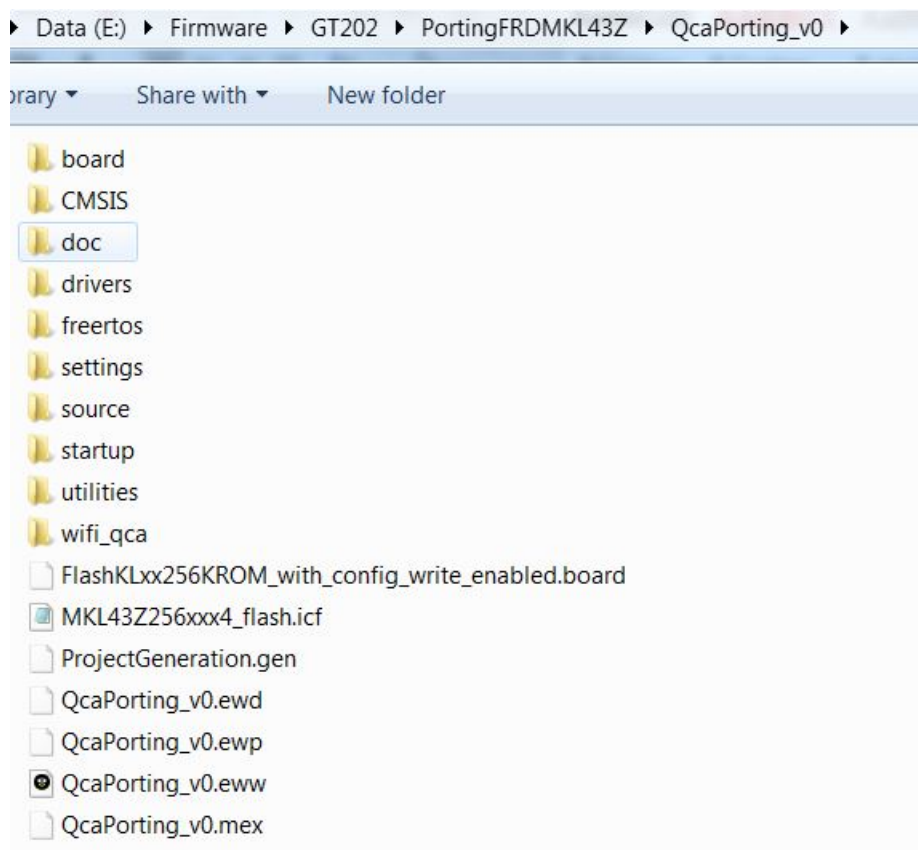 Data (E:) Firmware GT202 PortingFRDMKL43Z QcaPorting_v0
Share with New folder
board
CMSIS
doc
drivers
freertos
settings
source
startup
utilities
wifi_qca
FlashKLxx256KROM_with_config_write_enabled.board
MKL43Z256xxx4_flash.icf
ProjectGeneration.gen
QcaPorting_v0.ewd
QcaPorting_v0.ewp
QcaPorting_v0.eww
QcaPorting_v0.mex